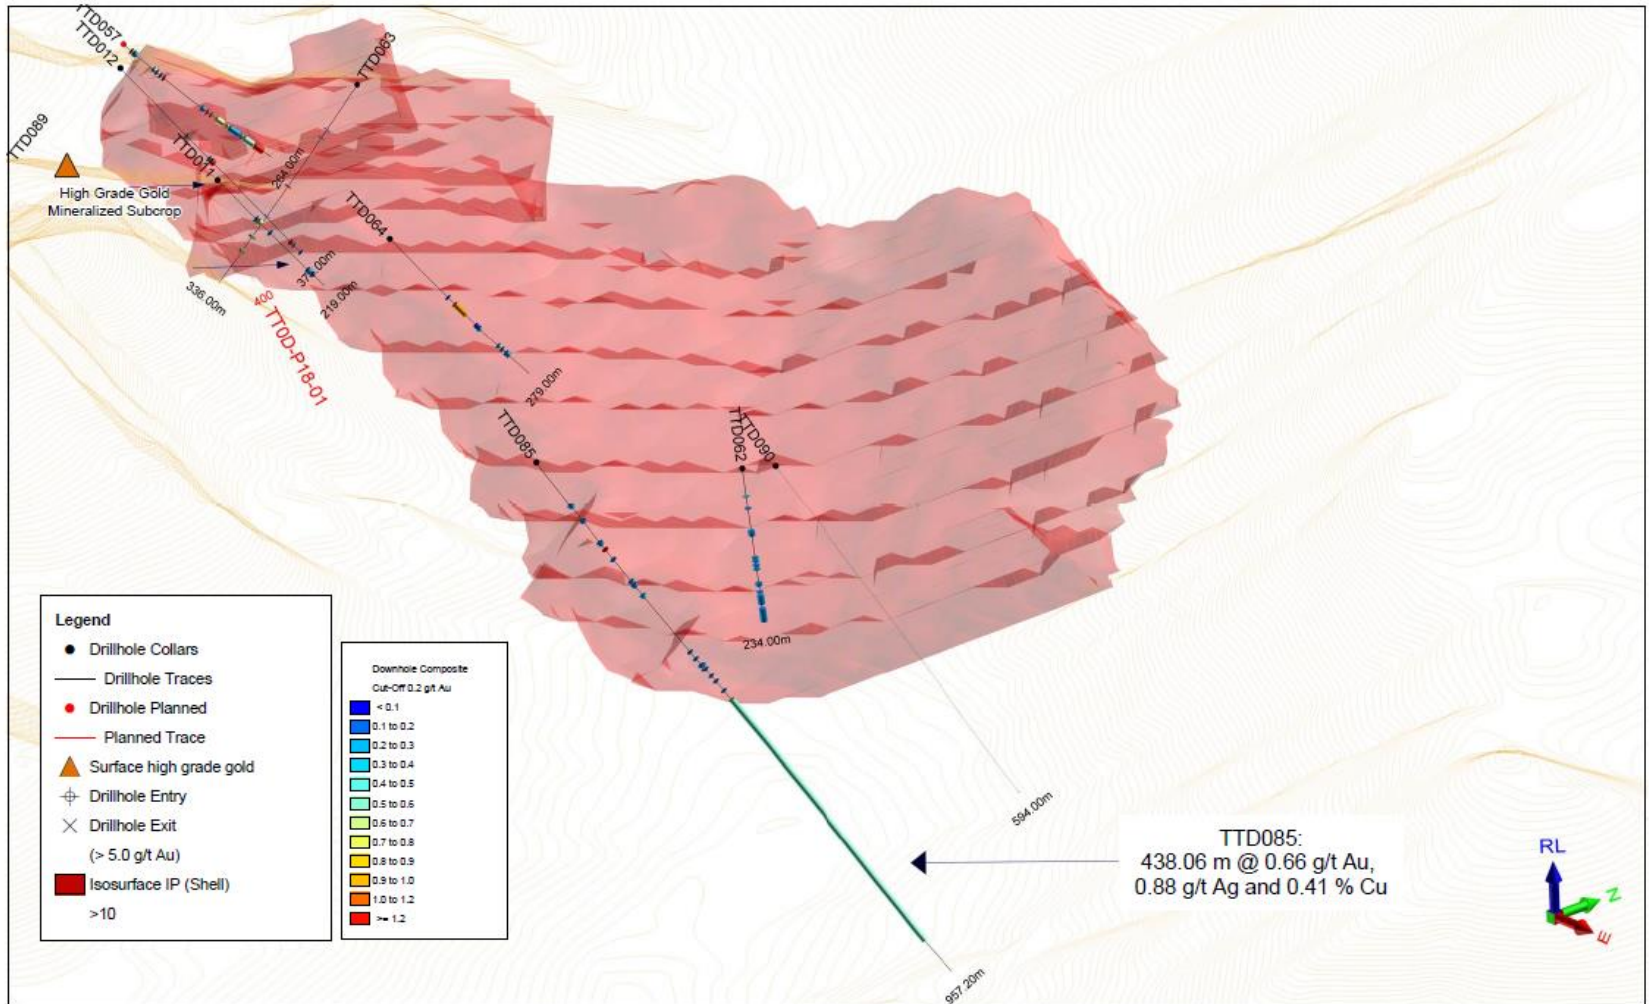 TTD057
TTD012
TTD063
TTD089
TTD011
264.00m
High Grade Gold
Mineralized Subcrop
TTD064
336.00m
219.00m
400
TT0D-P18-01
279.00m
TTD085
TTD062
TTD090
234.00m
594.00m
957.20m
TTD085:
438.06 m @ 0.66 g/t Au,
0.88 g/t Ag and 0.41 % Cu
RL
N
E
Legend
Drillhole Collars
Drillhole Traces
Drillhole Planned
Planned Trace
Surface high grade gold
Drillhole Entry
Drillhole Exit
(> 5.0 g/t Au)
Isosurface IP (Shell)
>10
Downhole Composite
Cut-Off 0.2 g/t Au
< 0.1
0.1 to 0.2
0.2 to 0.3
0.3 to 0.4
0.4 to 0.5
0.5 to 0.6
0.6 to 0.7
0.7 to 0.8
0.8 to 0.9
0.9 to 1.0
1.0 to 1.2
>= 1.2